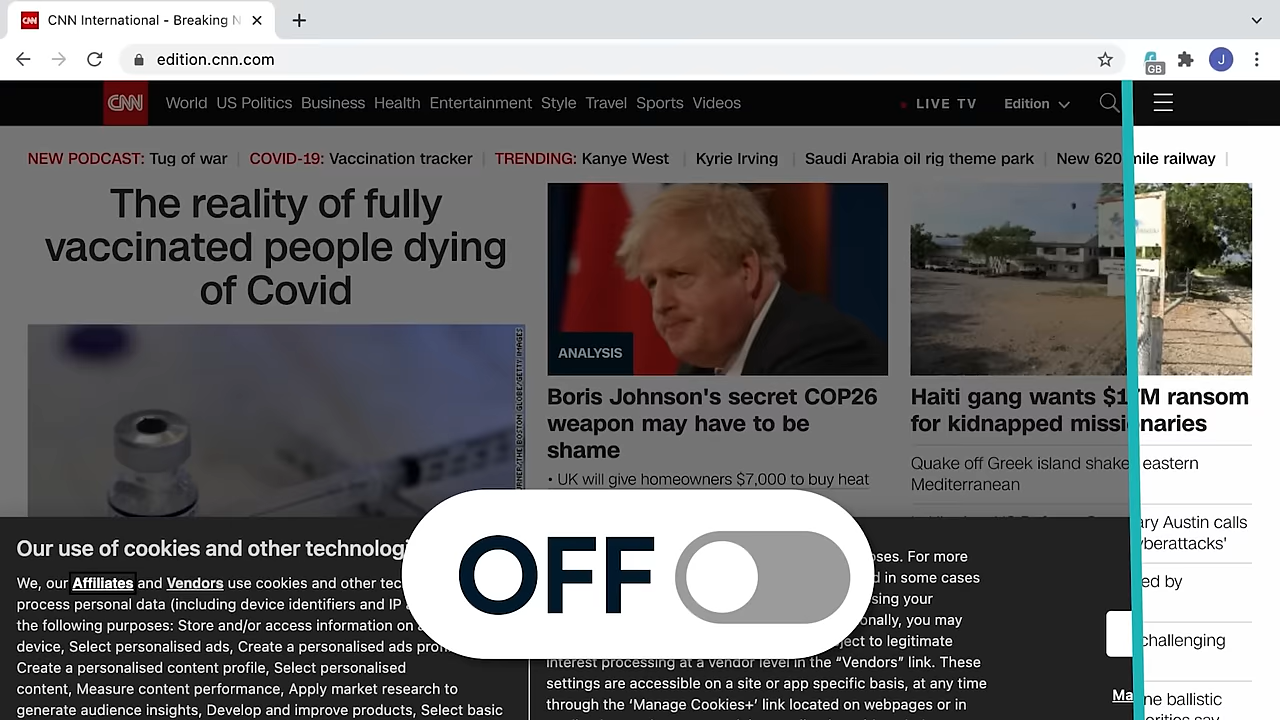 CNN International - Breaking N
edition.cnn.com
GB
J
CNN World US Politics Business Health Entertainment Style Travel Sports Videos LIVE TV Edition
NEW PODCAST: Tug of war COVID-19: Vaccination tracker TRENDING: Kanye West Kyrie Irving Saudi Arabia oil rig theme park New 620 mile railway
The reality of fully
vaccinated people dying
of Covid
ANALYSIS
Boris Johnson's secret COP26
weapon may have to be
shame
• UK will give homeowners $7,000 to buy heat
Haiti gang wants $17M ransom
for kidnapped missionaries
Quake off Greek island shakes eastern
Mediterranean
ary Austin calls
yberattacks'
ed by
challenging
ne ballistic
Our use of cookies and other technologi
We, our Affiliates and Vendors use cookies and other tec
process personal data (including device identifiers and IP
the following purposes: Store and/or access information on
device, Select personalised ads, Create a personalised ads
Create a personalised content profile, Select personalised
content, Measure content performance, Apply market research to
generate audience insights, Develop and improve products, Select basic
OFF
oses. For more
d in some cases
sing your
onally, you may
ject to legitimate
interest processing at a vendor level in the “Vendors” link. These
settings are accessible on a site or app specific basis, at any time
through the ‘Manage Cookies+’ link located on webpages or in
Ma